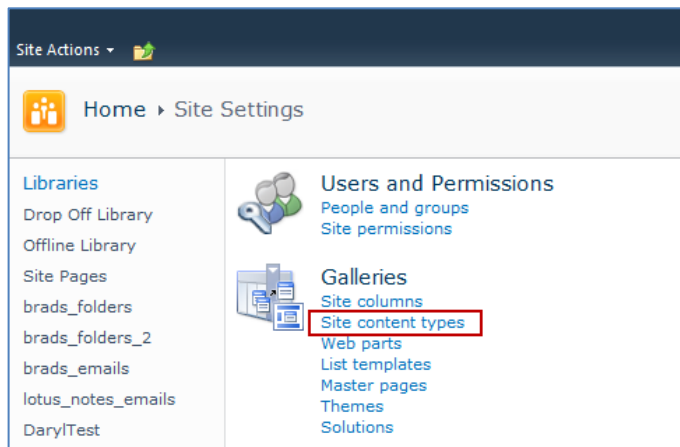 Site Actions
Home ▸ Site Settings
Libraries
Drop Off Library
Offline Library
Site Pages
brads_folders
brads_folders_2
brads_emails
lotus_notes_emails
DarylTest
Users and Permissions
People and groups
Site permissions
Galleries
Site columns
Site content types
Web parts
List templates
Master pages
Themes
Solutions